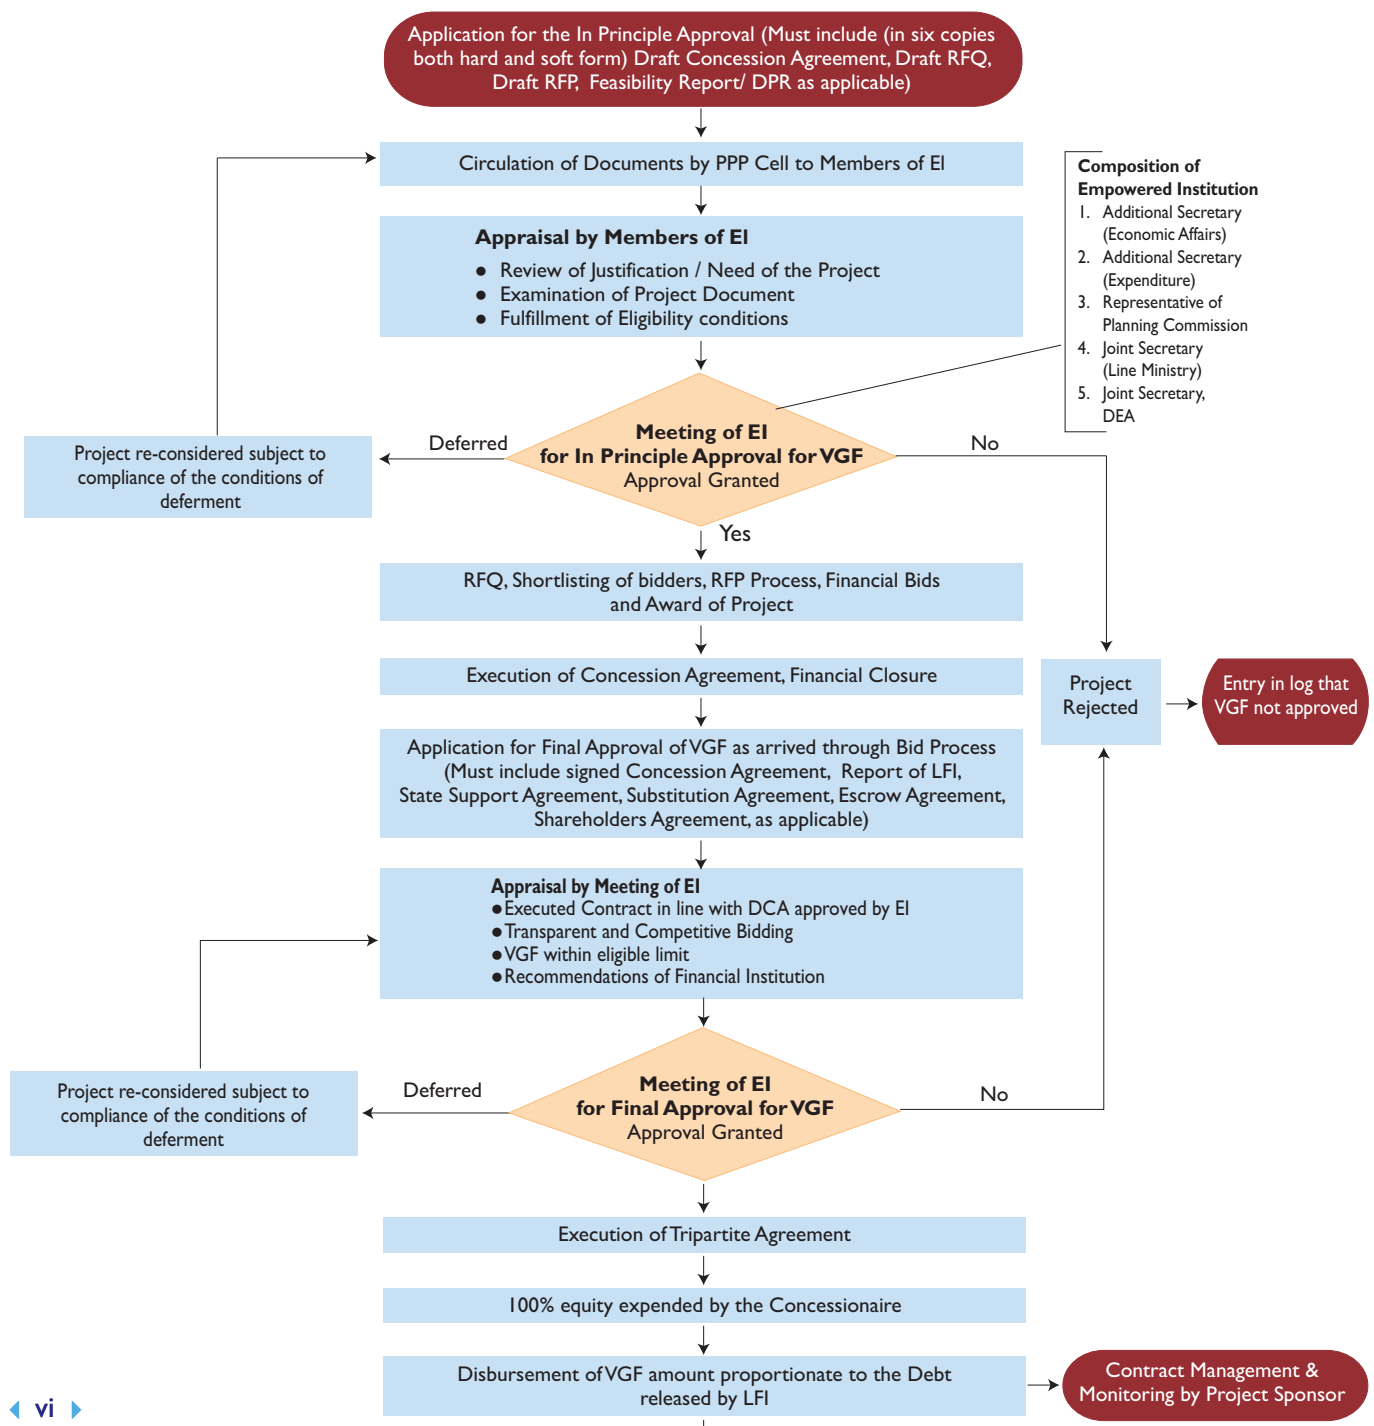 Application for the In Principle Approval (Must include (in six copies
both hard and soft form) Draft Concession Agreement, Draft RFQ,
Draft RFP, Feasibility Report/ DPR as applicable)
Circulation of Documents by PPP Cell to Members of EI
Composition of
Empowered Institution
1. Additional Secretary
(Economic Affairs)
2. Additional Secretary
(Expenditure)
3. Representative of
Planning Commission
4. Joint Secretary
(Line Ministry)
5. Joint Secretary,
DEA
Appraisal by Members of EI
● Review of Justification / Need of the Project
● Examination of Project Document
● Fulfillment of Eligibility conditions
Meeting of EI
for In Principle Approval for VGF
Approval Granted
Deferred
No
Project re-considered subject to
compliance of the conditions of
deferment
Yes
RFQ, Shortlisting of bidders, RFP Process, Financial Bids
and Award of Project
Execution of Concession Agreement, Financial Closure
Project
Rejected
Entry in log that
VGF not approved
Application for Final Approval of VGF as arrived through Bid Process
(Must include signed Concession Agreement, Report of LFI,
State Support Agreement, Substitution Agreement, Escrow Agreement,
Shareholders Agreement, as applicable)
Appraisal by Meeting of EI
● Executed Contract in line with DCA approved by EI
● Transparent and Competitive Bidding
● VGF within eligible limit
● Recommendations of Financial Institution
Meeting of EI
for Final Approval for VGF
Approval Granted
Deferred
No
Project re-considered subject to
compliance of the conditions of
deferment
Execution of Tripartite Agreement
100% equity expended by the Concessionaire
Disbursement of VGF amount proportionate to the Debt
released by LFI
Contract Management &
Monitoring by Project Sponsor
vi